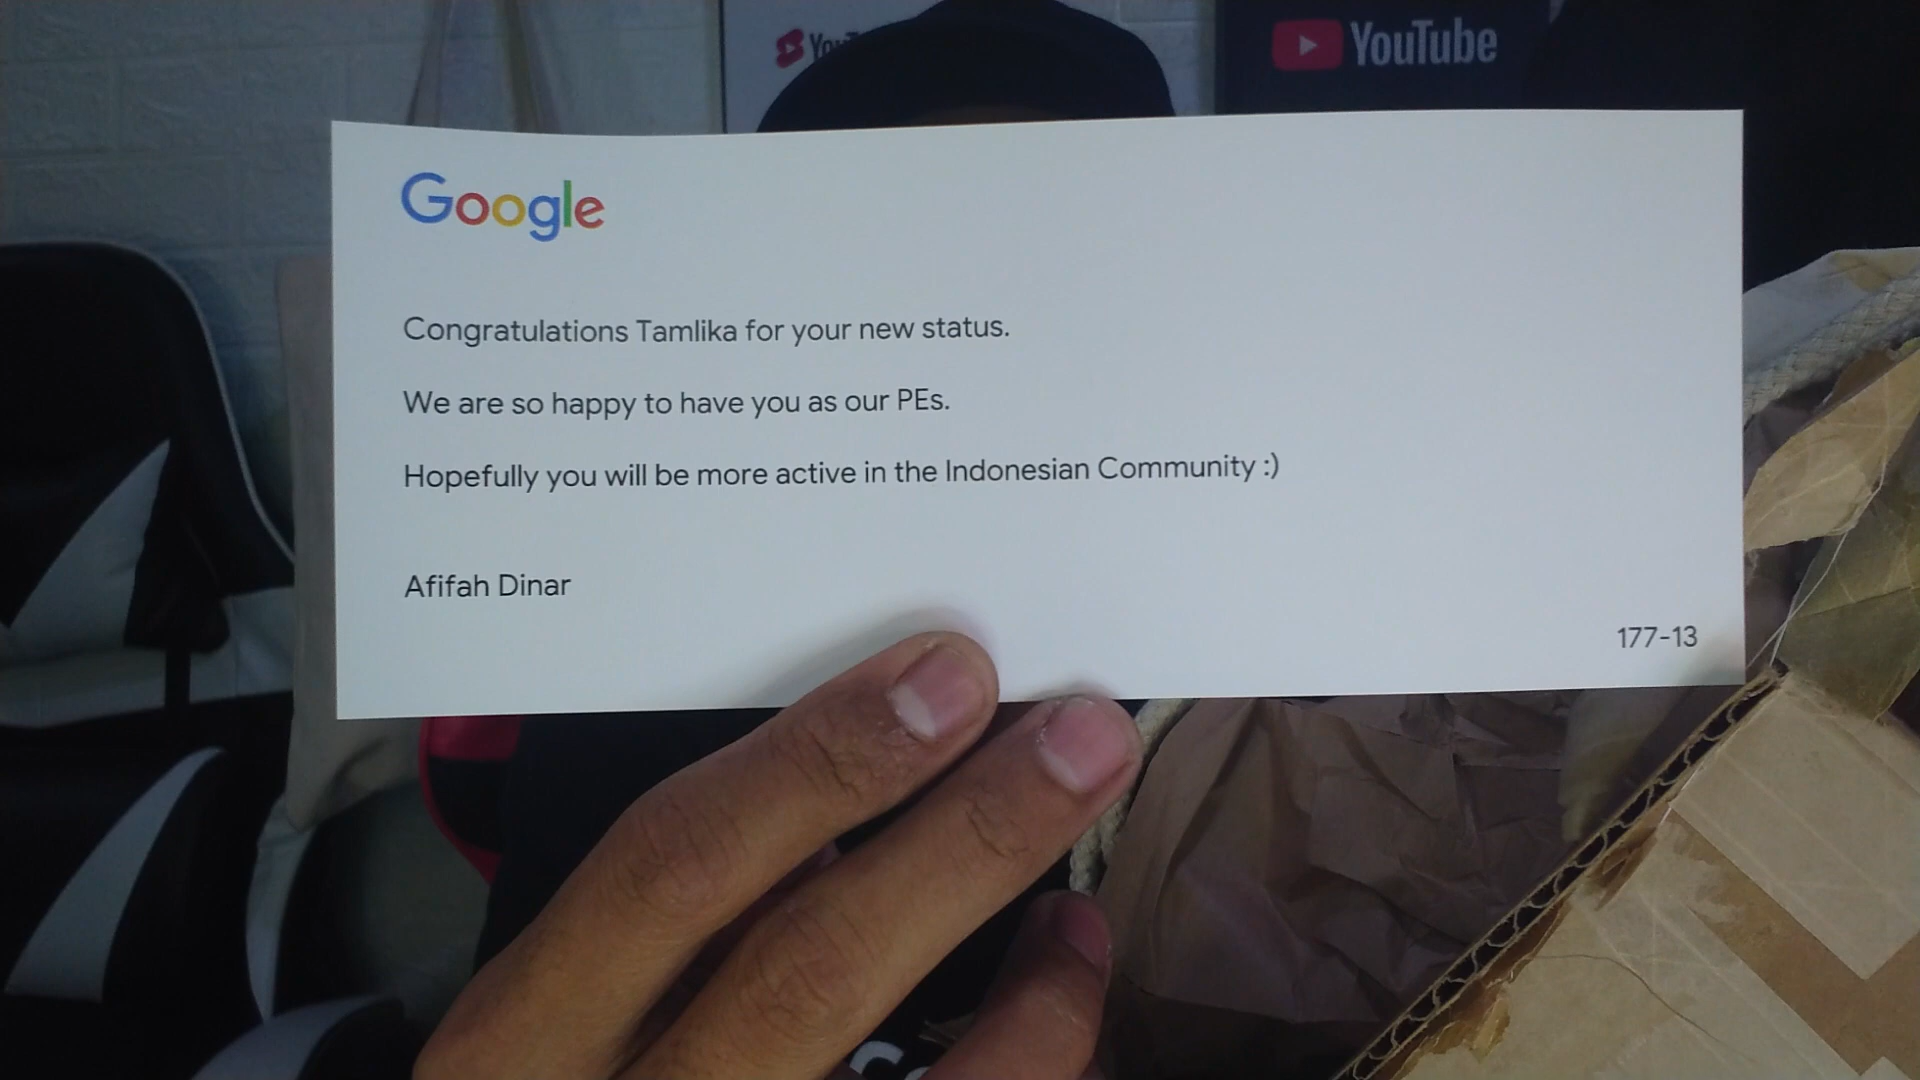 YouTube
Google
Congratulations Tamlika for your new status.
We are so happy to have you as our PEs.
Hopefully you will be more active in the Indonesian Community :)
Afifah Dinar
177-13